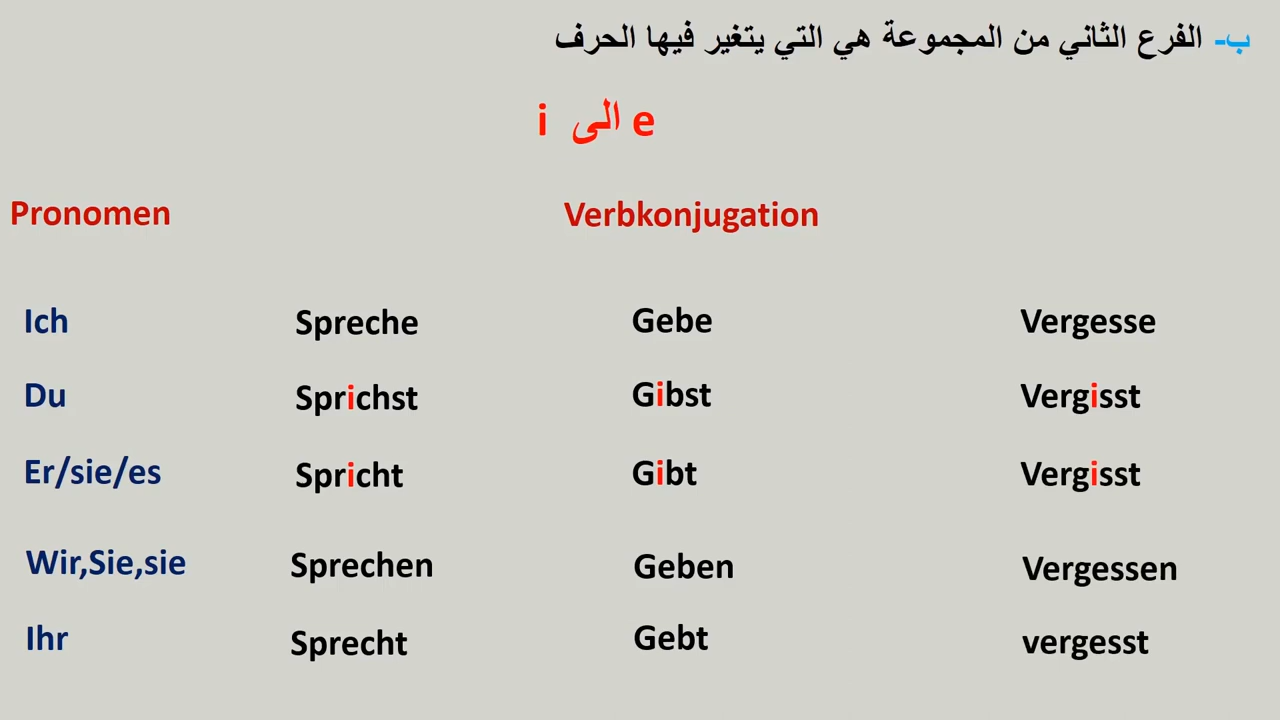 ب- الفرع الثاني من المجموعة هي التي يتغير فيها الحرف
e الى i
Pronomen Verbkonjugation
Ich Spreche Gebe Vergesse
Du Sprichst Gibst Vergisst
Er/sie/es Spricht Gibt Vergisst
Wir,Sie,sie Sprechen Geben Vergessen
Ihr Sprecht Gebt vergesst